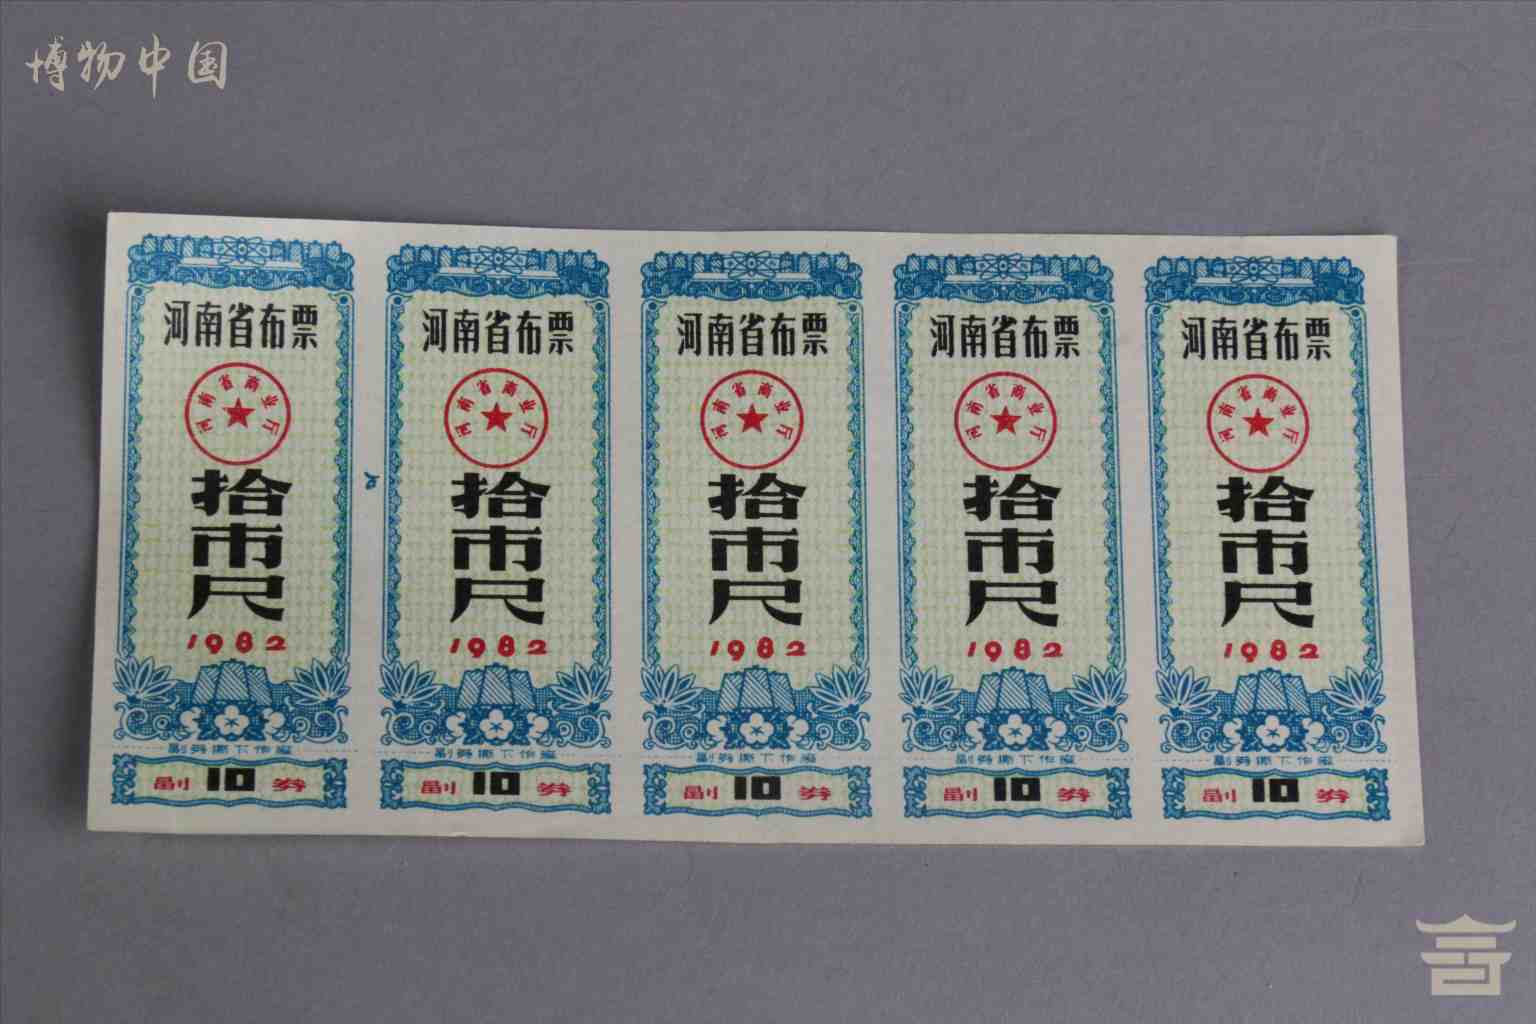 博物中国
河南省布票
河南省商业厅
拾市尺
1982
副券撕下作废
副 10 券
河南省布票
河南省商业厅
拾市尺
1982
副券撕下作废
副 10 券
河南省布票
河南省商业厅
拾市尺
1982
副券撕下作废
副 10 券
河南省布票
河南省商业厅
拾市尺
1982
副券撕下作废
副 10 券
河南省布票
河南省商业厅
拾市尺
1982
副券撕下作废
副 10 券